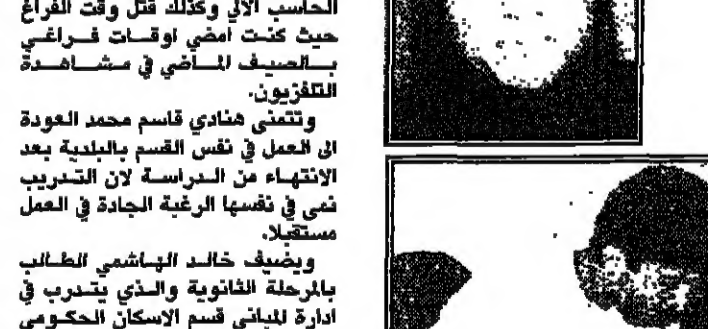 الحاسب الآلي وكذلك قتل وقت الفراغ
حيث كنت امضي اوقات فراغي
بالصيف الماضي في مشاهدة
التلفزيون.
وتتمنى هنادي قاسم محمد العودة
الى العمل في نفس القسم بالبلدية بعد
الانتهاء من الدراسة لان التدريب
نمى في نفسها الرغبة الجادة في العمل
مستقبلا.
ويضيف خالد الهاشمي الطالب
بالمرحلة الثانوية والذي يتدرب في
ادارة المباني قسم الاسكان الحكومي